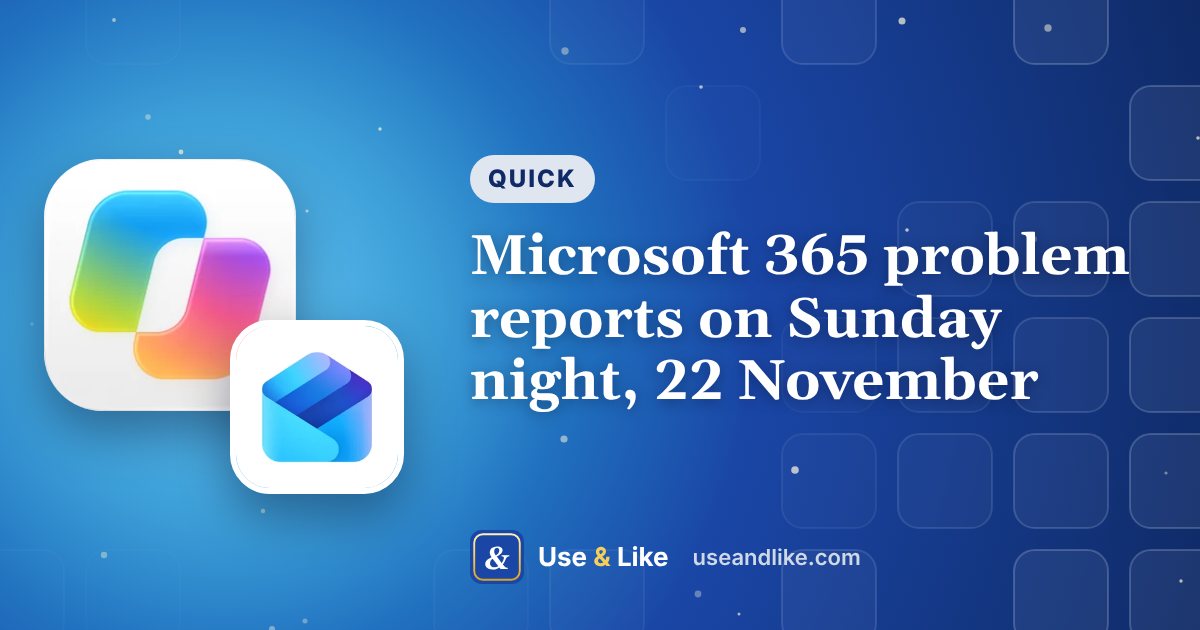 QUICK
Microsoft 365 problem
reports on Sunday
night, 22 November
& Use & Like useandlike.com